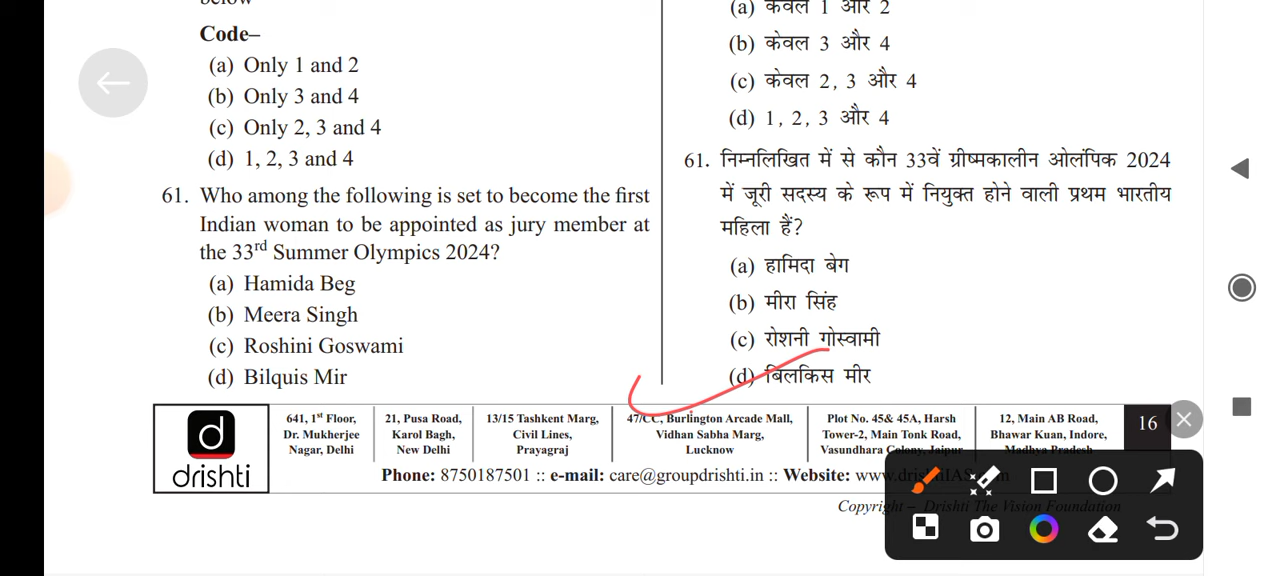 below
Code–
(a) Only 1 and 2
(b) Only 3 and 4
(c) Only 2, 3 and 4
(d) 1, 2, 3 and 4
61. Who among the following is set to become the first
Indian woman to be appointed as jury member at
the 33rd Summer Olympics 2024?
(a) Hamida Beg
(b) Meera Singh
(c) Roshini Goswami
(d) Bilquis Mir
(a) केवल 1 और 2
(b) केवल 3 और 4
(c) केवल 2, 3 और 4
(d) 1, 2, 3 और 4
61. निम्नलिखित में से कौन 33वें ग्रीष्मकालीन ओलंपिक 2024
में जूरी सदस्य के रूप में नियुक्त होने वाली प्रथम भारतीय
महिला हैं?
(a) हामिदा बेग
(b) मीरा सिंह
(c) रोशनी गोस्वामी
(d) बिलकिस मीर
d
drishti
641, 1st Floor,
Dr. Mukherjee
Nagar, Delhi
21, Pusa Road,
Karol Bagh,
New Delhi
13/15 Tashkent Marg,
Civil Lines,
Prayagraj
47/CC, Burlington Arcade Mall,
Vidhan Sabha Marg,
Lucknow
Plot No. 45& 45A, Harsh
Tower-2, Main Tonk Road,
Vasundhara Colony, Jaipur
12, Main AB Road,
Bhawar Kuan, Indore,
Madhya Pradesh
16
Phone: 8750187501 :: e-mail: care@groupdrishti.in :: Website: www.drishtiIAS.com
Copyright – Drishti The Vision Foundation